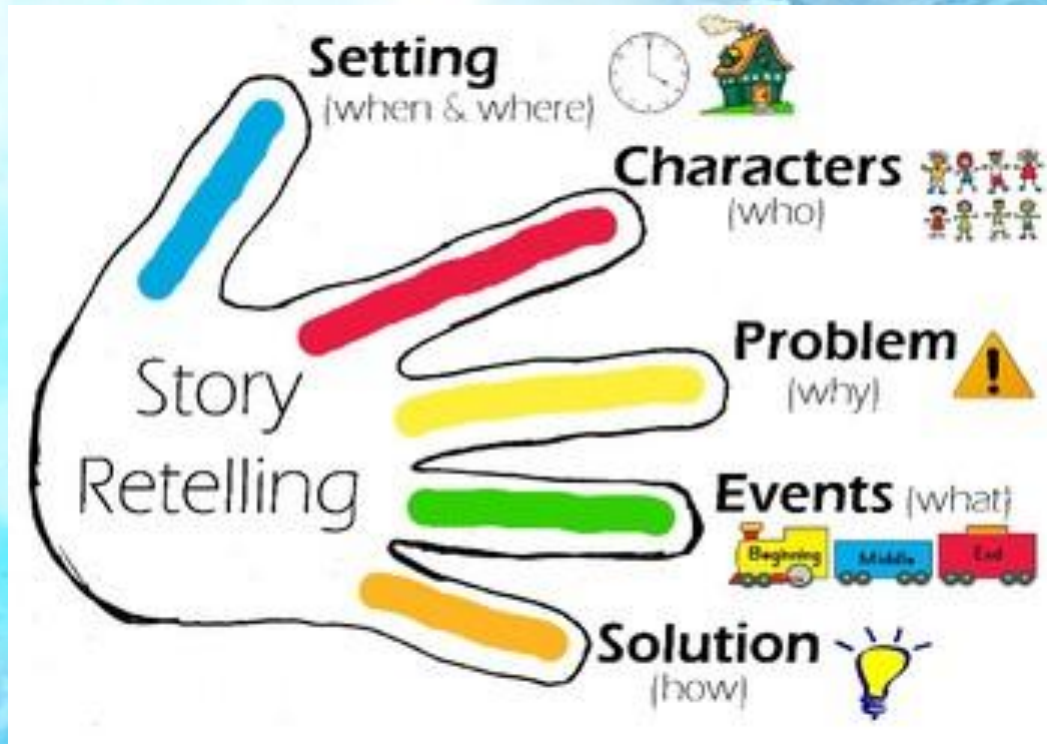 Setting
(when & where)
Characters
(who)
Problem
(why)
Story
Retelling
Events (what)
Beginning Middle End
Solution
(how)